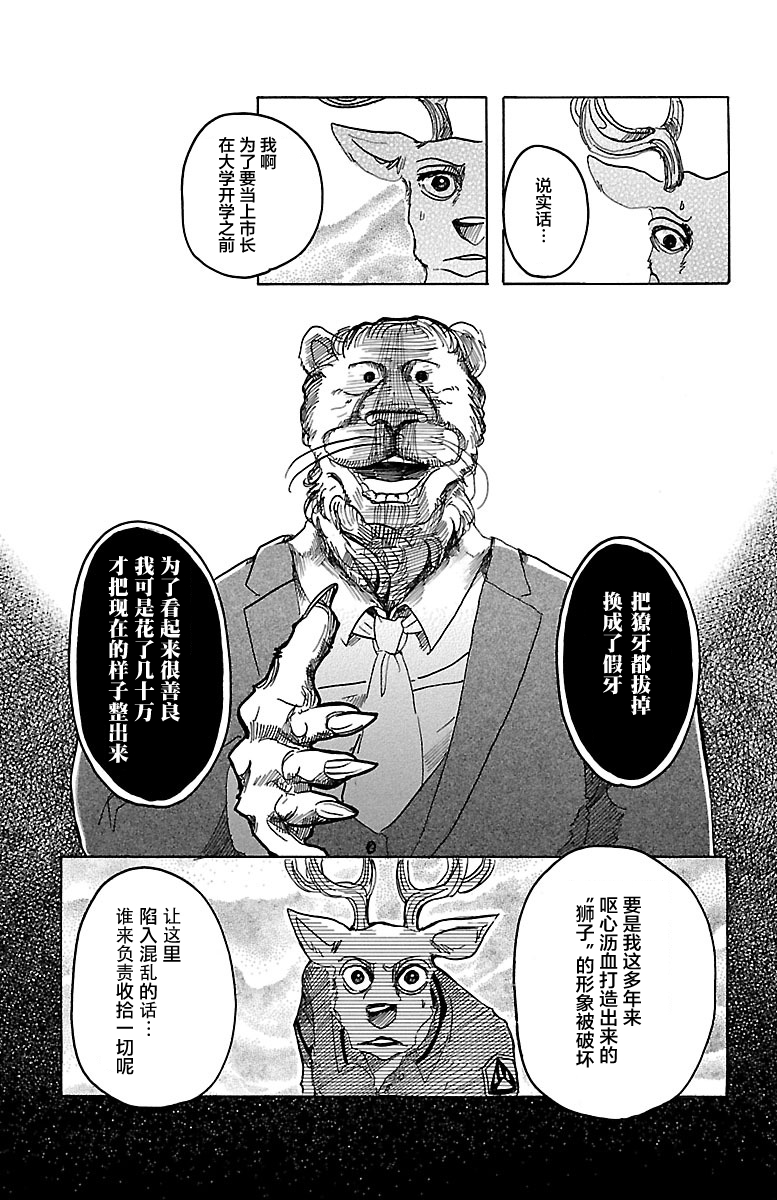 说实话…
我啊
为了要当上市长
在大学开学之前
把獠牙都拔掉
换成了假牙
为了看起来很善良
我可是花了几十万
才把现在的样子整出来
要是我这多年来
呕心沥血打造出来的
“狮子”的形象被破坏
让这里
陷入混乱的话…
谁来负责收拾一切呢